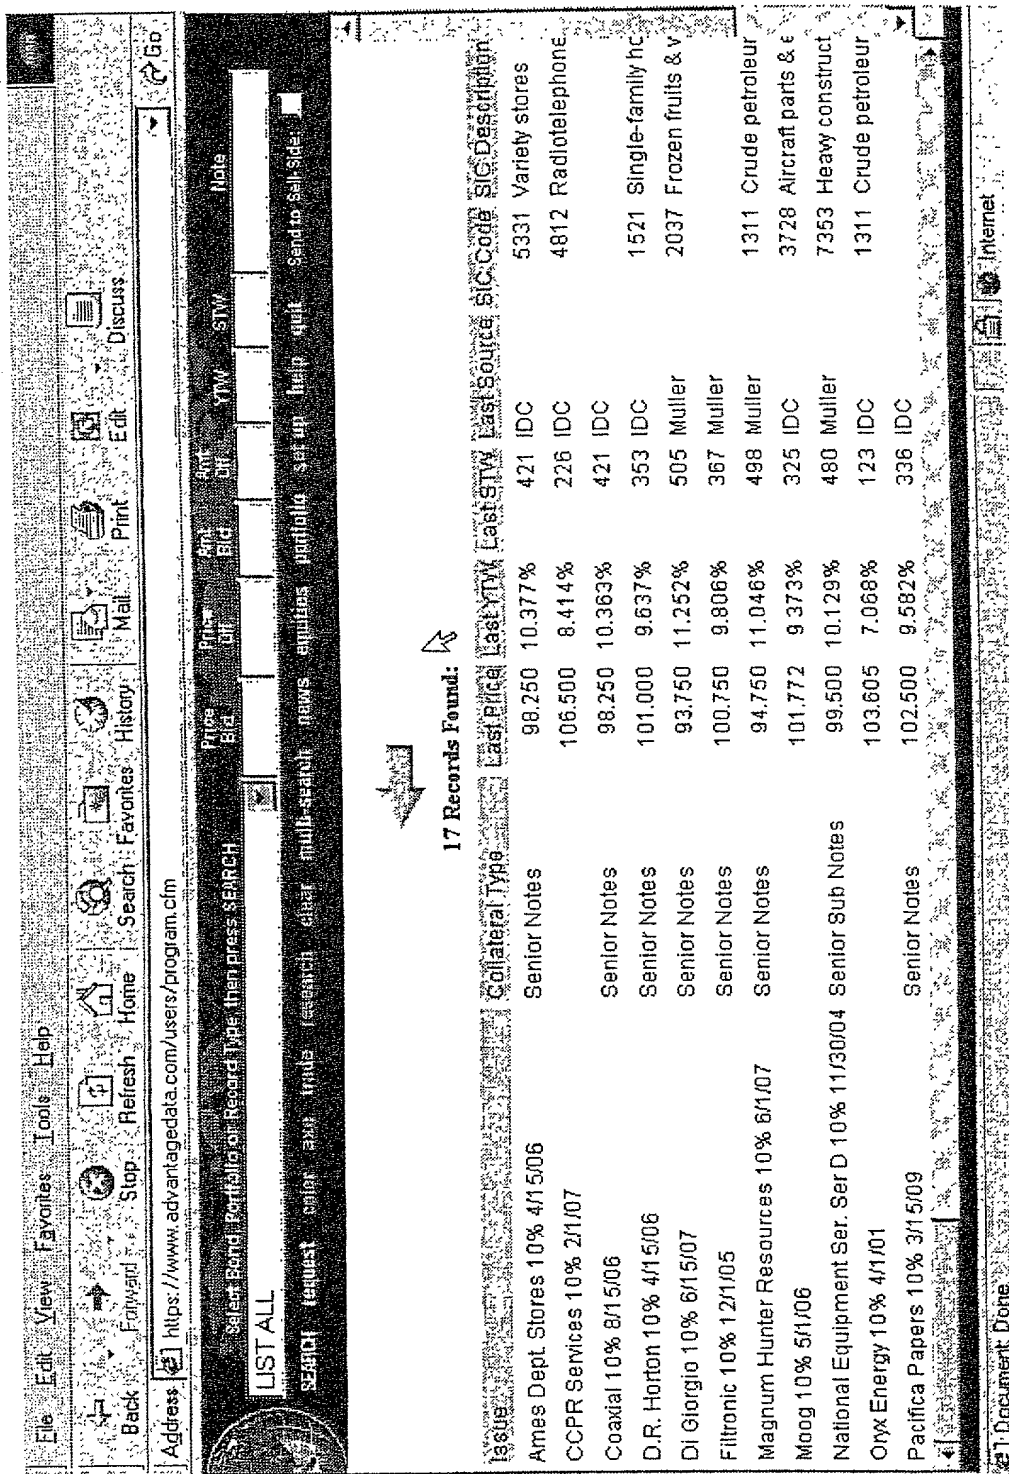 File Edit View Favorites Tools Help
Back Forward Stop Refresh Home Search Favorites History Mail Print Edit Discuss
Address https://www.advantagedata.com/users/program.cfm Go
Select Bond, Portfolio, or Record Type, then press SEARCH Price Bid Price Amt Bid Amt YTW STW Note
LIST ALL
SEARCH request color exit trade research clear multi-search news equities portfolio set up help quit Send to sell-side:
17 Records Found:
Issue Collateral Type Last Price Last YTW Last STW Last Source SIC Code SIC Description
Ames Dept. Stores 10% 4/15/06 Senior Notes 98.250 10.377% 421 IDC 5331 Variety stores
CCPR Services 10% 2/1/07 106.500 8.414% 226 IDC 4812 Radiotelephone
Coaxial 10% 8/15/06 Senior Notes 98.250 10.363% 421 IDC
D.R. Horton 10% 4/15/06 Senior Notes 101.000 9.637% 353 IDC 1521 Single-family hc
Di Giorgio 10% 6/15/07 Senior Notes 93.750 11.252% 505 Muller 2037 Frozen fruits & v
Filtronic 10% 12/1/05 Senior Notes 100.750 9.806% 367 Muller
Magnum Hunter Resources 10% 6/1/07 Senior Notes 94.750 11.046% 498 Muller 1311 Crude petroleur
Moog 10% 5/1/06 101.772 9.373% 325 IDC 3728 Aircraft parts & e
National Equipment Ser. Ser D 10% 11/30/04 Senior Sub Notes 99.500 10.129% 480 Muller 7353 Heavy construct
Oryx Energy 10% 4/1/01 103.605 7.068% 123 IDC 1311 Crude petroleur
Pacifica Papers 10% 3/15/09 Senior Notes 102.500 9.582% 336 IDC
Document: Done Internet